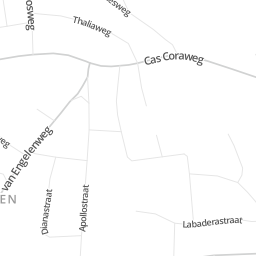 Thaliaweg
Cas Coraweg
van Engelenweg
Dianastraat
Apollostraat
Labaderastraat